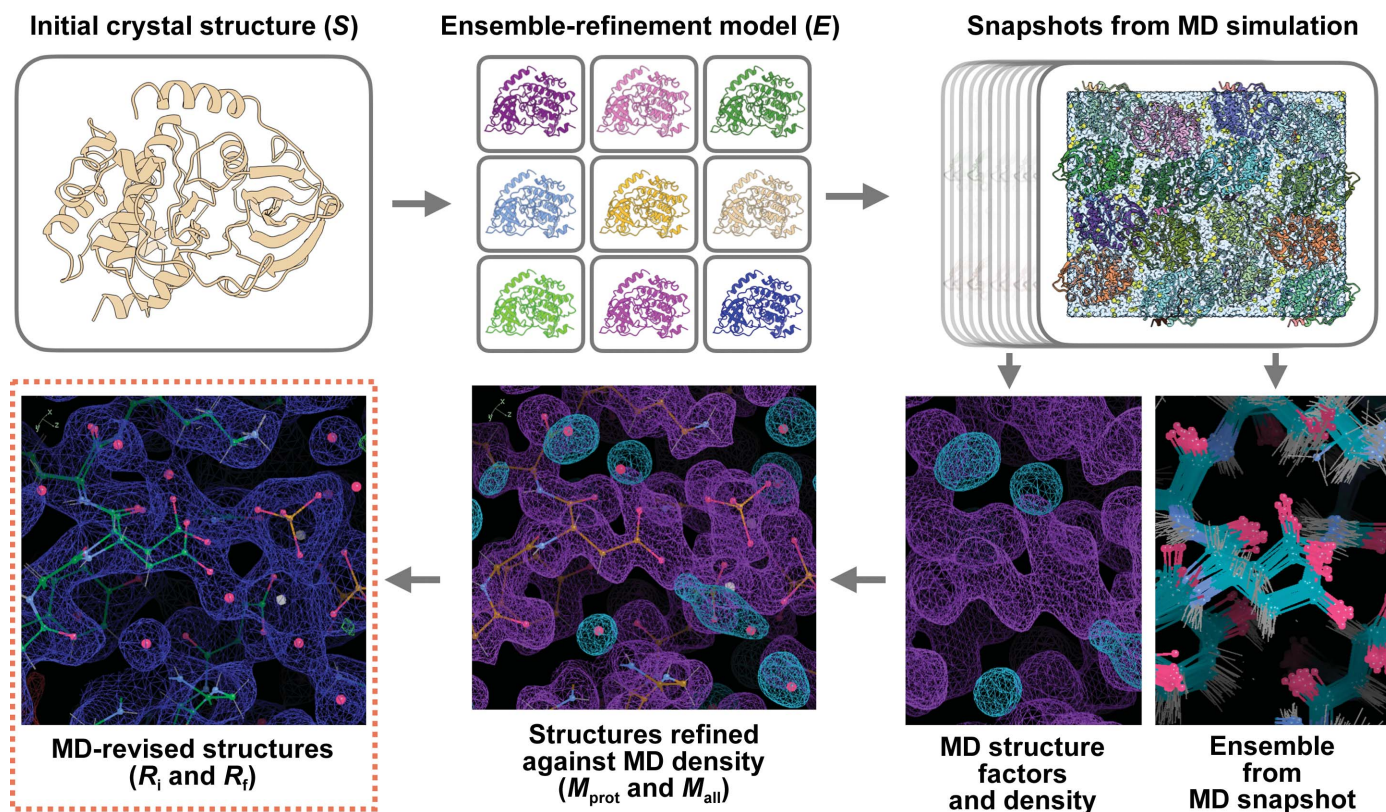 Initial crystal structure (S)
Ensemble-refinement model (E)
Snapshots from MD simulation
MD-revised structures
(Ri and Rf)
Structures refined
against MD density
(Mprot and Mall)
MD structure
factors
and density
Ensemble
from
MD snapshot
x
y
z
x
y
z